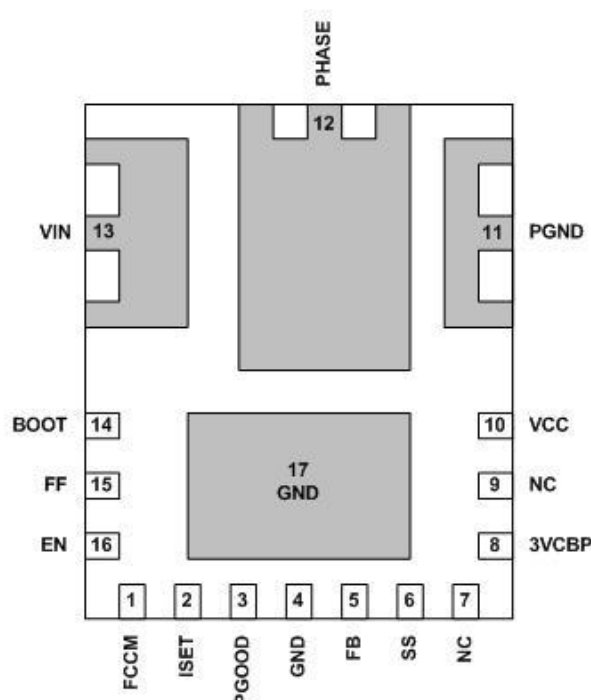 PHASE
12
VIN
13
11
PGND
BOOT
14
10
VCC
17
GND
FF
15
9
NC
EN
16
8
3VCBP
1
2
3
4
5
6
7
FCCM
ISET
PGOOD
GND
FB
SS
NC